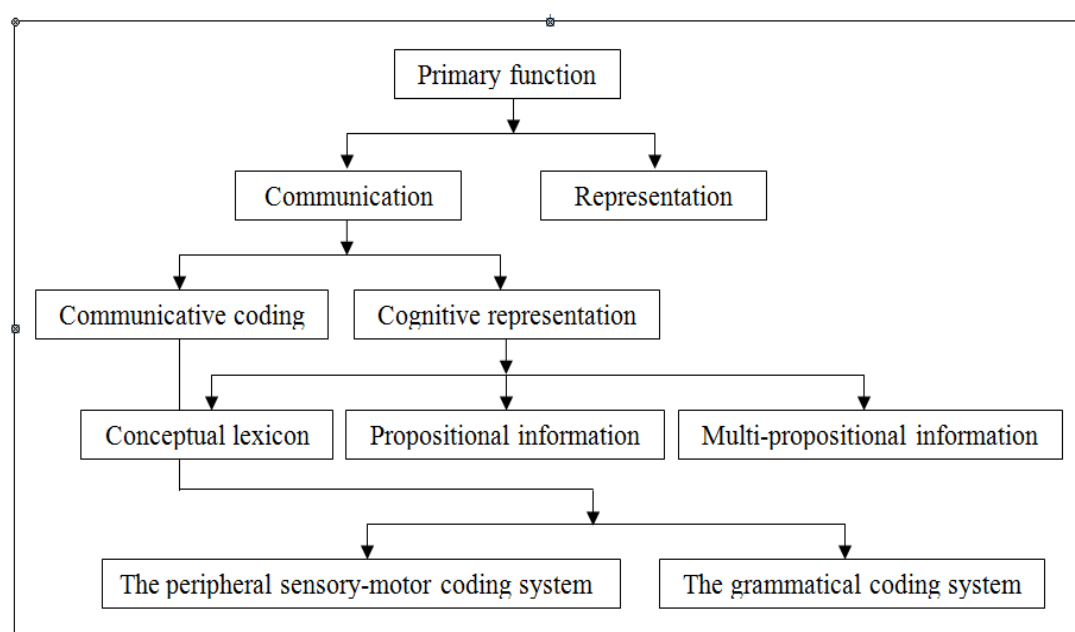 Primary function
Communication
Representation
Communicative coding
Cognitive representation
Conceptual lexicon
Propositional information
Multi-propositional information
The peripheral sensory-motor coding system
The grammatical coding system